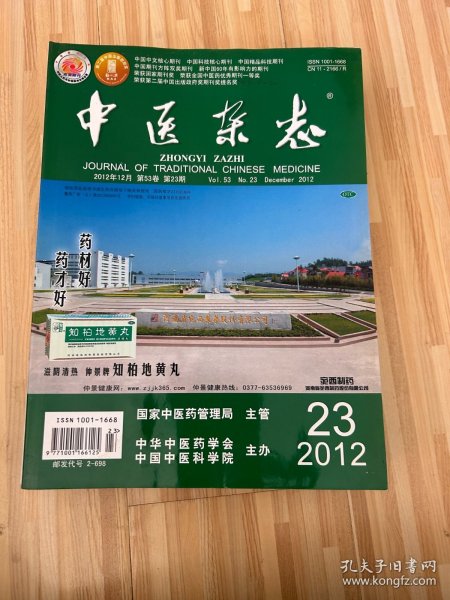 中国中文核心期刊 中国科技核心期刊 中国精品科技期刊
中国期刊方阵双奖期刊 新中国60年有影响力的期刊
荣获国家期刊奖 荣获全国中医药优秀期刊一等奖
荣获第二届中国出版政府奖期刊奖提名奖
ISSN 1001-1668
CN 11-2166/R
中医杂志®
ZHONGYI ZAZHI
JOURNAL OF TRADITIONAL CHINESE MEDICINE
2012年12月 第53卷 第23期 Vol.53 No.23 December 2012
OTC
药材好
药才好
知柏地黄丸
滋阴清热 仲景牌 知柏地黄丸
仲景健康网：www.zjjk365.com 仲景健康热线：0377-63536969
宛西制药
ISSN 1001-1668
23>
9 771001 166125
邮发代号 2-698
国家中医药管理局 主管
中华中医药学会
中国中医科学院
主办
23
2012
孔夫子旧书网
www.kongfz.com